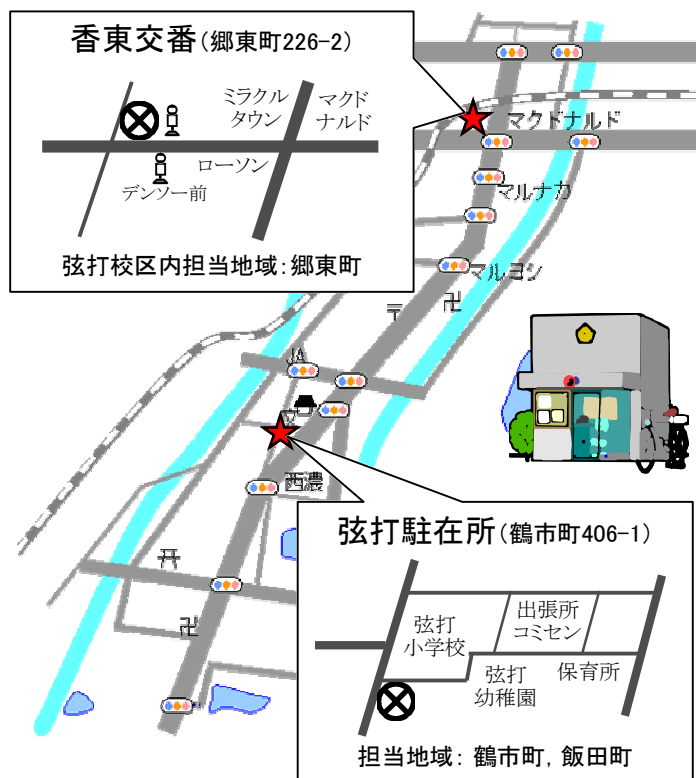 香東交番(郷東町226-2)
ミラクル
タウン
マクド
ナルド
ローソン
デンソー前
弦打校区内担当地域:郷東町
マクドナルド
マルナカ
マルヨシ
〒
卍
JA
文
西濃
卍
弦打駐在所(鶴市町406-1)
弦打
小学校
出張所
コミセン
弦打
幼稚園
保育所
担当地域: 鶴市町, 飯田町